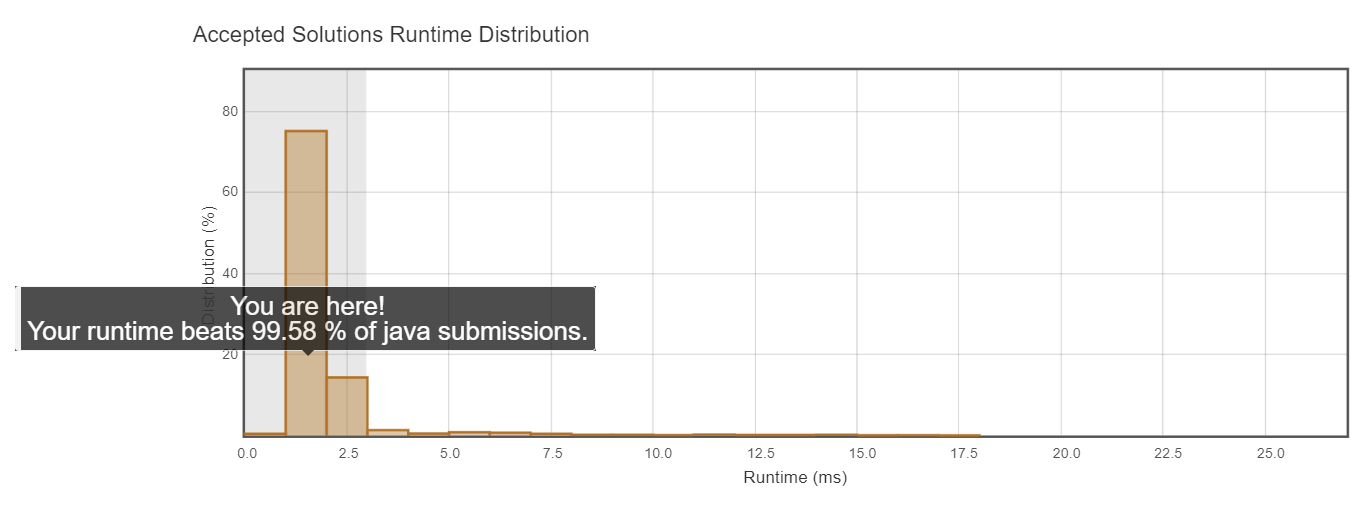 Accepted Solutions Runtime Distribution
80
60
40
20
Distribution (%)
You are here!
Your runtime beats 99.58 % of java submissions.
0.0 2.5 5.0 7.5 10.0 12.5 15.0 17.5 20.0 22.5 25.0
Runtime (ms)